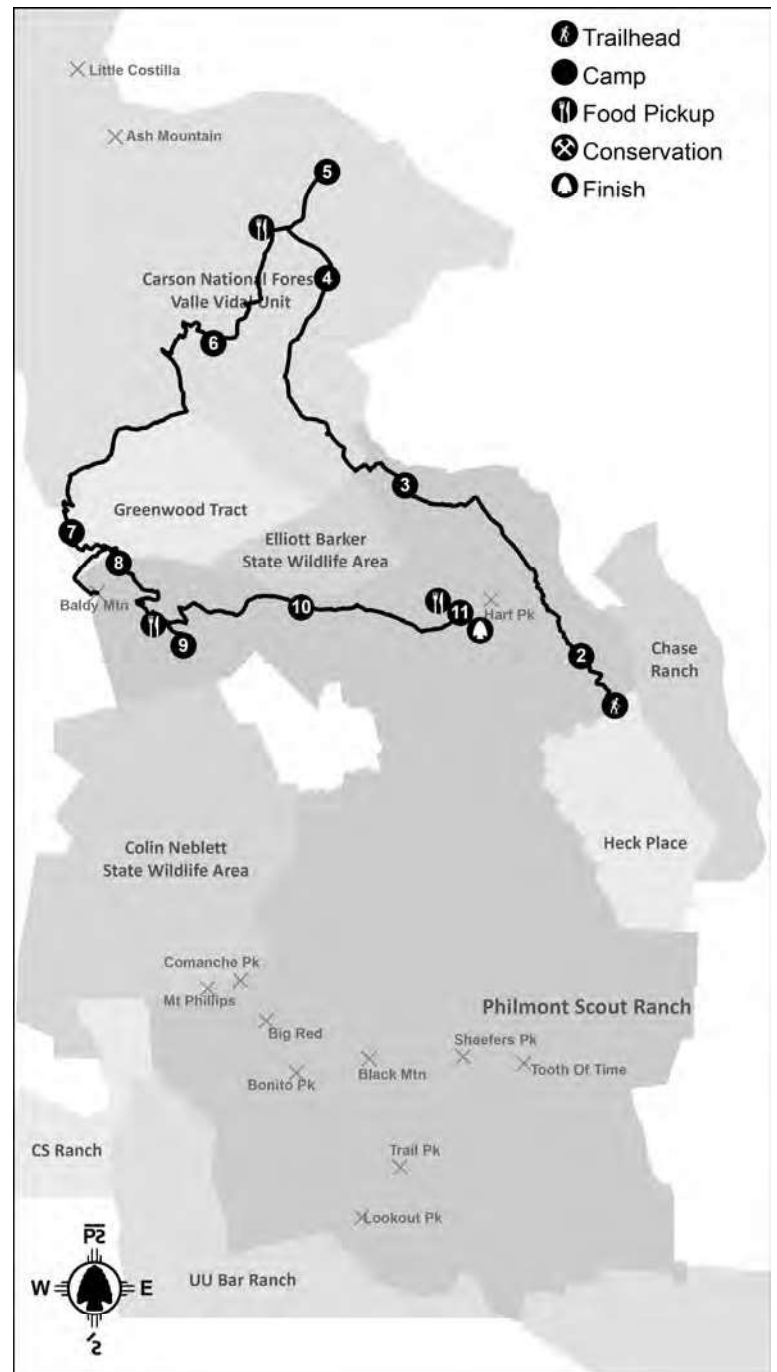 Trailhead
Camp
Food Pickup
Conservation
Finish
Little Costilla
Ash Mountain
5
4
Carson National Fores
Valle Vidal Unit
6
3
Greenwood Tract
7
Elliott Barker
State Wildlife Area
8
Baldy Mtn
10
11
Hart Pk
9
2
Chase
Ranch
Heck Place
Colin Neblett
State Wildlife Area
Comanche Pk
Mt Phillips
Big Red
Philmont Scout Ranch
Shaefers Pk
Black Mtn
Tooth Of Time
Bonito Pk
CS Ranch
Trail Pk
Lookout Pk
UU Bar Ranch
W
E